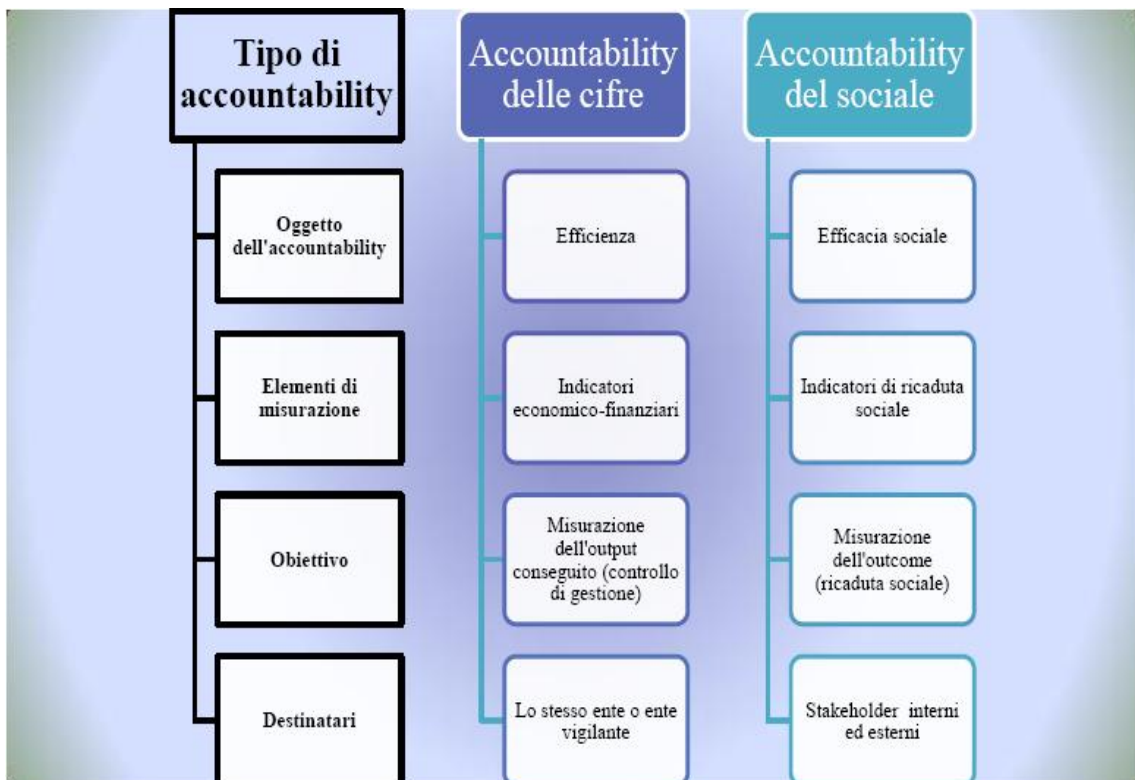 Tipo di
accountability
Accountability
delle cifre
Accountability
del sociale
Oggetto
dell'accountability
Efficienza
Efficacia sociale
Elementi di
misurazione
Indicatori
economico-finanziari
Indicatori di ricaduta
sociale
Obiettivo
Misurazione
dell'output
conseguito (controllo
di gestione)
Misurazione
dell'outcome
(ricaduta sociale)
Destinatari
Lo stesso ente o ente
vigilante
Stakeholder interni
ed esterni